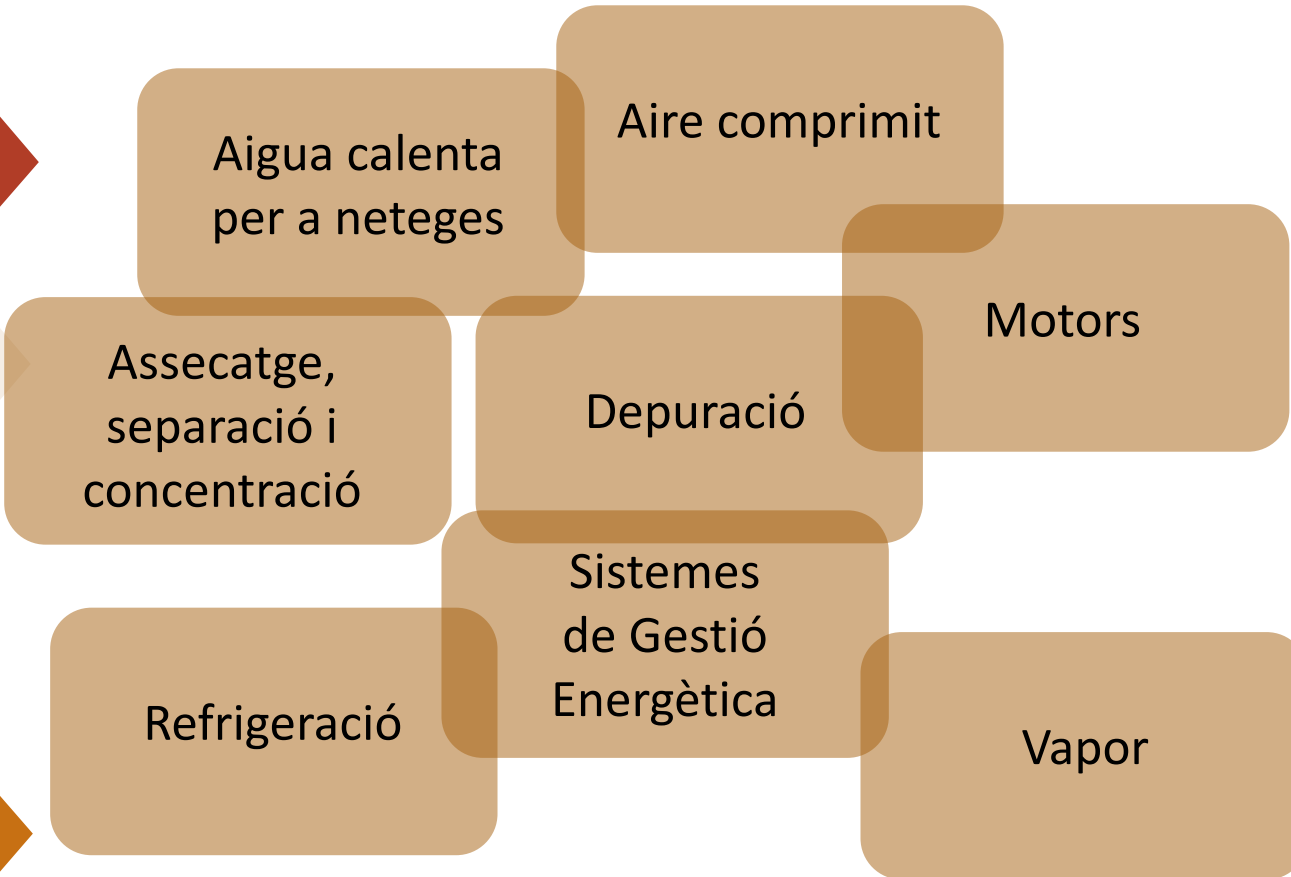 Aire comprimit
Aigua calenta
per a neteges
Motors
Assecatge,
separació i
concentració
Depuració
Sistemes
de Gestió
Energètica
Refrigeració
Vapor